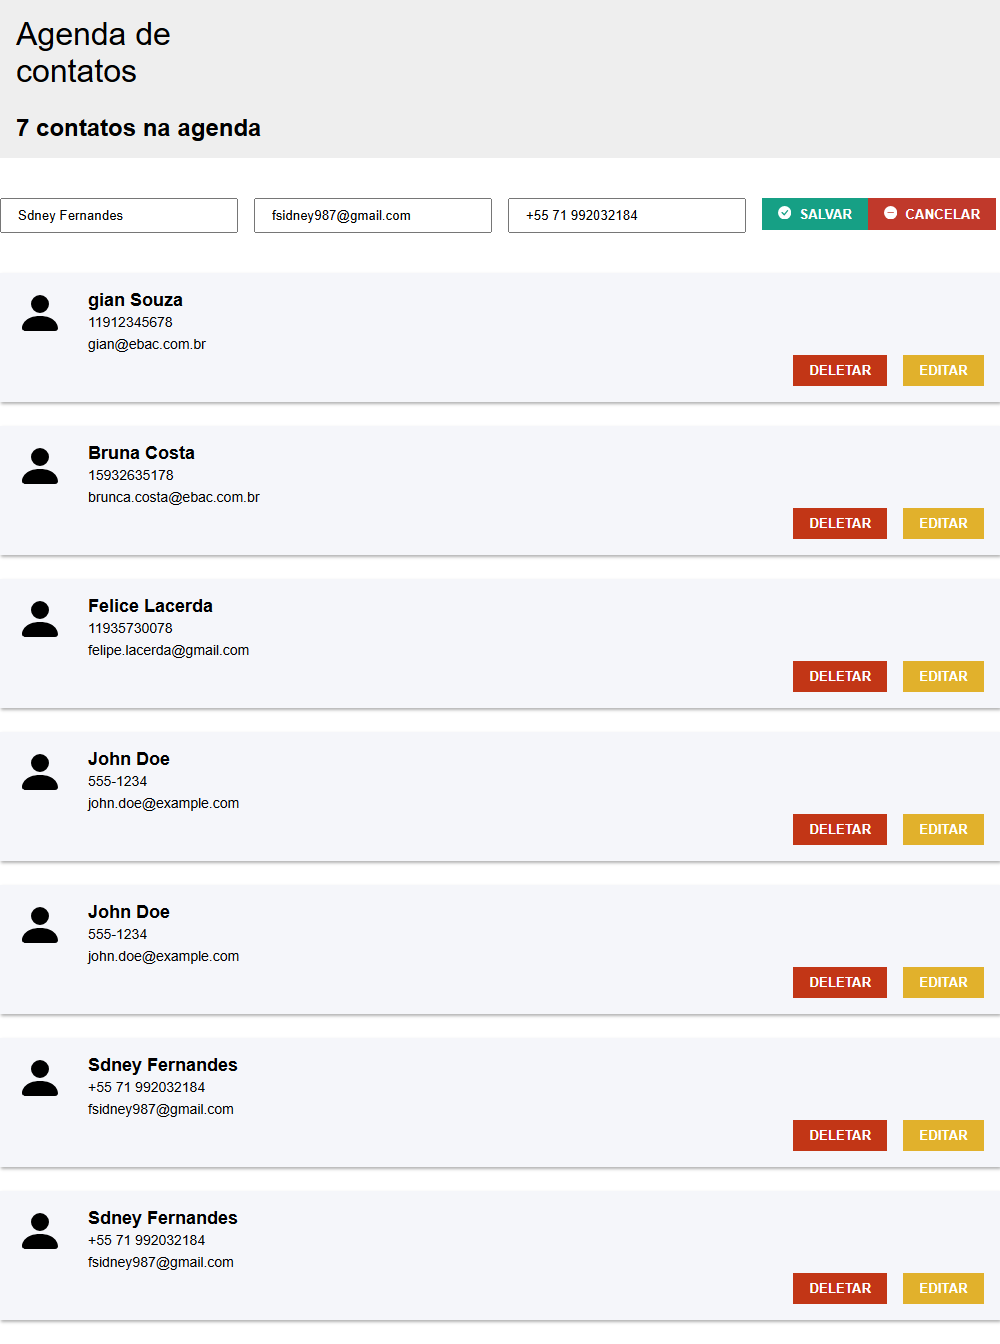 Agenda de
contatos
7 contatos na agenda
Sdney Fernandes fsidney987@gmail.com +55 71 992032184 SALVAR CANCELAR
gian Souza
11912345678
gian@ebac.com.br
DELETAR EDITAR
Bruna Costa
15932635178
brunca.costa@ebac.com.br
DELETAR EDITAR
Felice Lacerda
11935730078
felipe.lacerda@gmail.com
DELETAR EDITAR
John Doe
555-1234
john.doe@example.com
DELETAR EDITAR
John Doe
555-1234
john.doe@example.com
DELETAR EDITAR
Sdney Fernandes
+55 71 992032184
fsidney987@gmail.com
DELETAR EDITAR
Sdney Fernandes
+55 71 992032184
fsidney987@gmail.com
DELETAR EDITAR